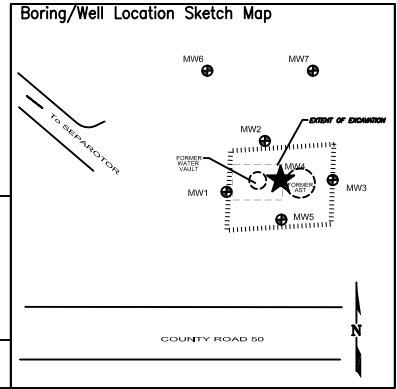 Boring/Well Location Sketch Map
MW6
MW7
To SEPAROTOR
MW2
EXTENT OF EXCAVATION
FORMER
WATER
VAULT
MW4
FORMER
AST
MW1
MW3
MW5
COUNTY ROAD 50
N